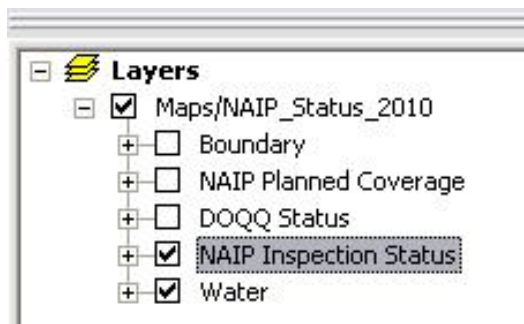 Layers
Maps/NAIP_Status_2010
Boundary
NAIP Planned Coverage
DOQQ Status
NAIP Inspection Status
Water